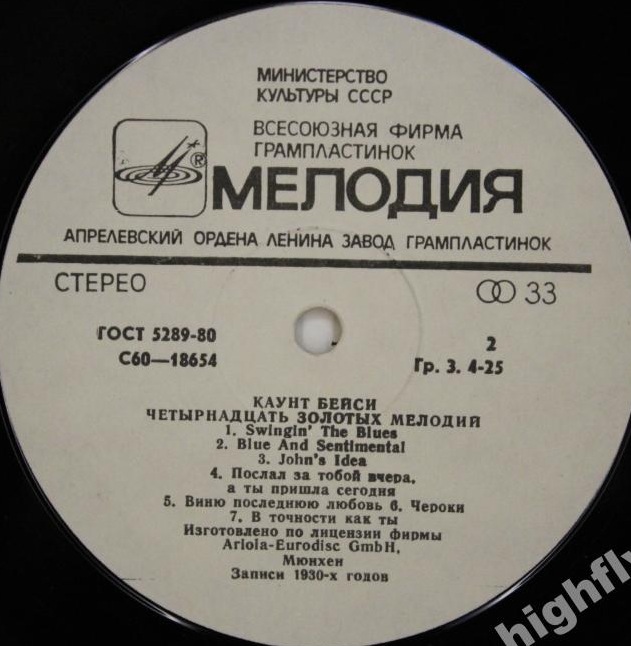 МИНИСТЕРСТВО
КУЛЬТУРЫ СССР
ВСЕСОЮЗНАЯ ФИРМА
ГРАМПЛАСТИНОК
®
МЕЛОДИЯ
АПРЕЛЕВСКИЙ ОРДЕНА ЛЕНИНА ЗАВОД ГРАМПЛАСТИНОК
СТЕРЕО
33
ГОСТ 5289-80
С60—18654
2
Гр. 3. 4-25
КАУНТ БЕЙСИ
ЧЕТЫРНАДЦАТЬ ЗОЛОТЫХ МЕЛОДИЙ
1. Swingin' The Blues
2. Blue And Sentimental
3. John's Idea
4. Послал за тобой вчера,
а ты пришла сегодня
5. Виню последнюю любовь 6. Чероки
7. В точности как ты
Изготовлено по лицензии фирмы
Ariola-Eurodisc GmbH,
Мюнхен
Записи 1930-х годов
highfly